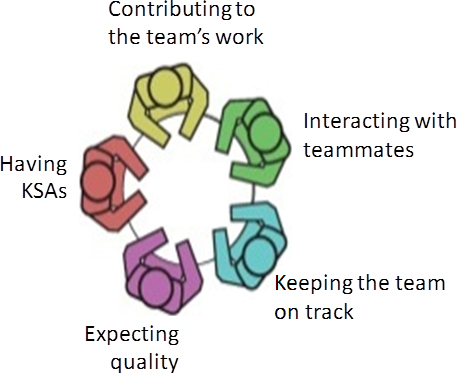 Contributing to
the team's work
Interacting with
teammates
Having
KSAs
Keeping the team
on track
Expecting
quality